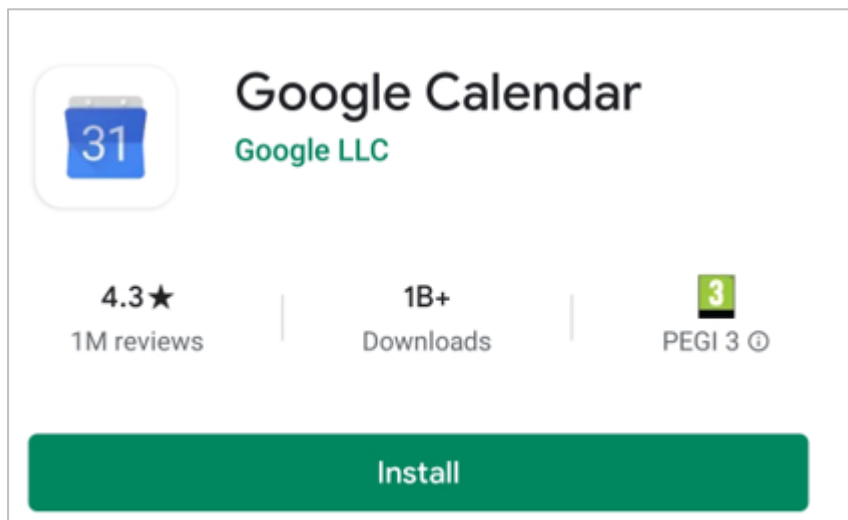 Google Calendar
31
Google LLC
4.3★ 1B+ 3
1M reviews Downloads PEGI 3 ⓘ
Install